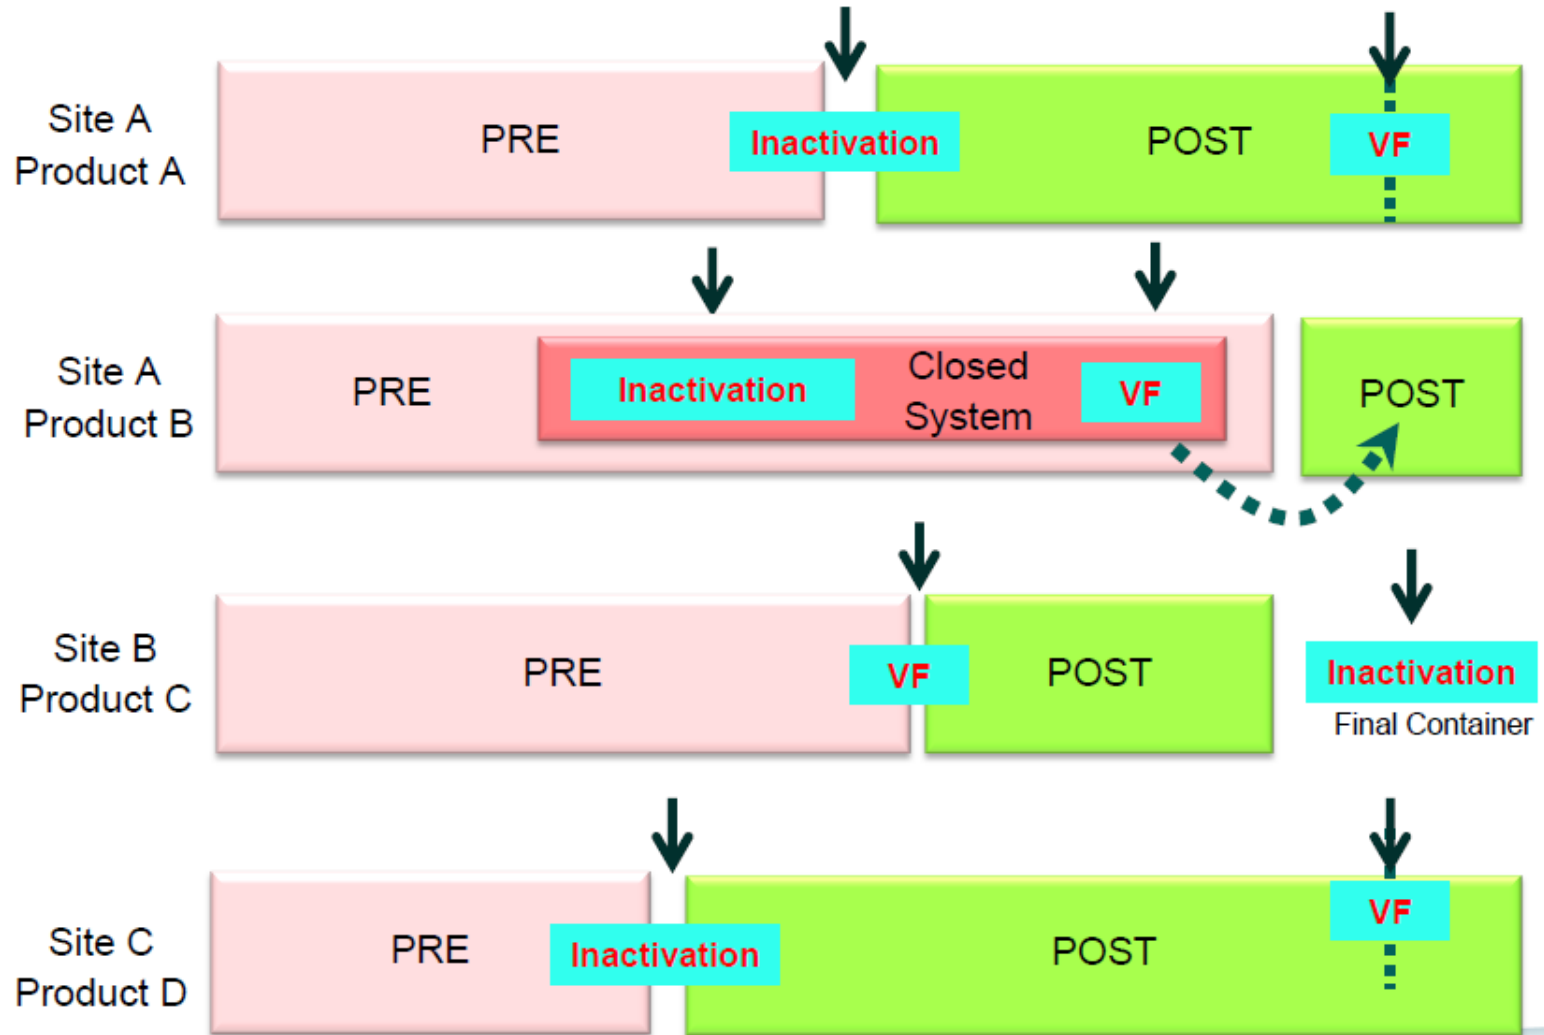 Site A
Product A
PRE
Inactivation
POST
VF
Site A
Product B
PRE
Inactivation
Closed
System
VF
POST
Site B
Product C
PRE
VF
POST
Inactivation
Final Container
Site C
Product D
PRE
Inactivation
POST
VF